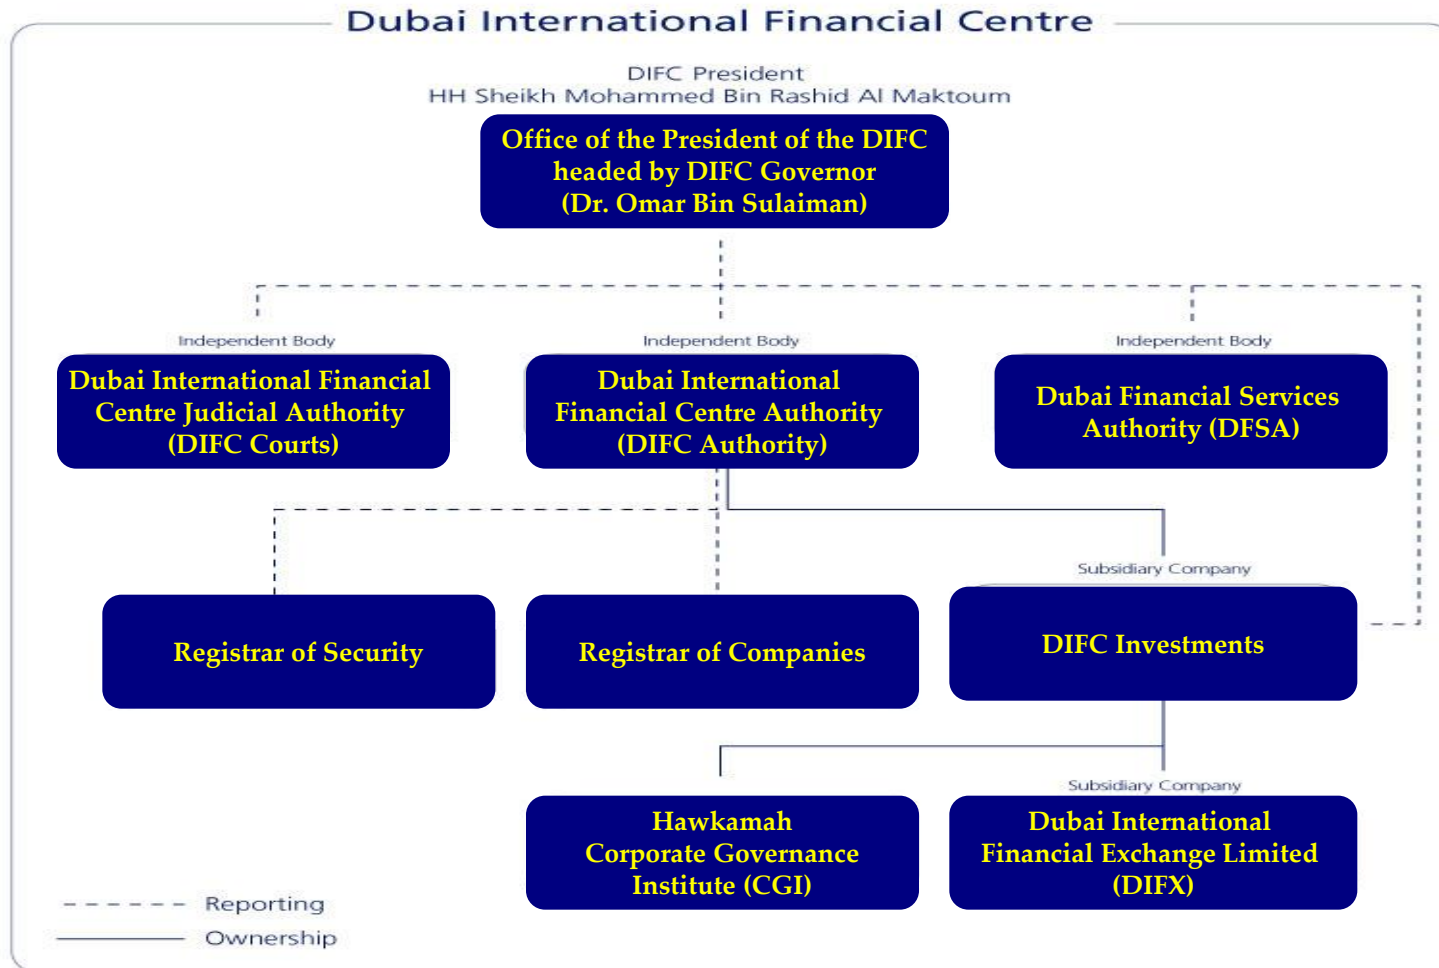 Dubai International Financial Centre
DIFC President
HH Sheikh Mohammed Bin Rashid Al Maktoum
Office of the President of the DIFC
headed by DIFC Governor
(Dr. Omar Bin Sulaiman)
Independent Body
Dubai International Financial
Centre Judicial Authority
(DIFC Courts)
Independent Body
Dubai International
Financial Centre Authority
(DIFC Authority)
Independent Body
Dubai Financial Services
Authority (DFSA)
Registrar of Security
Registrar of Companies
Subsidiary Company
DIFC Investments
Hawkamah
Corporate Governance
Institute (CGI)
Subsidiary Company
Dubai International
Financial Exchange Limited
(DIFX)
Reporting
Ownership